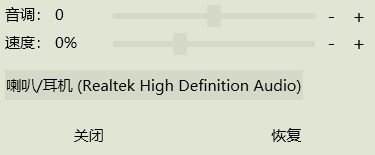 音调： 0 - +
速度： 0% - +
喇叭/耳机 (Realtek High Definition Audio)
关闭 恢复